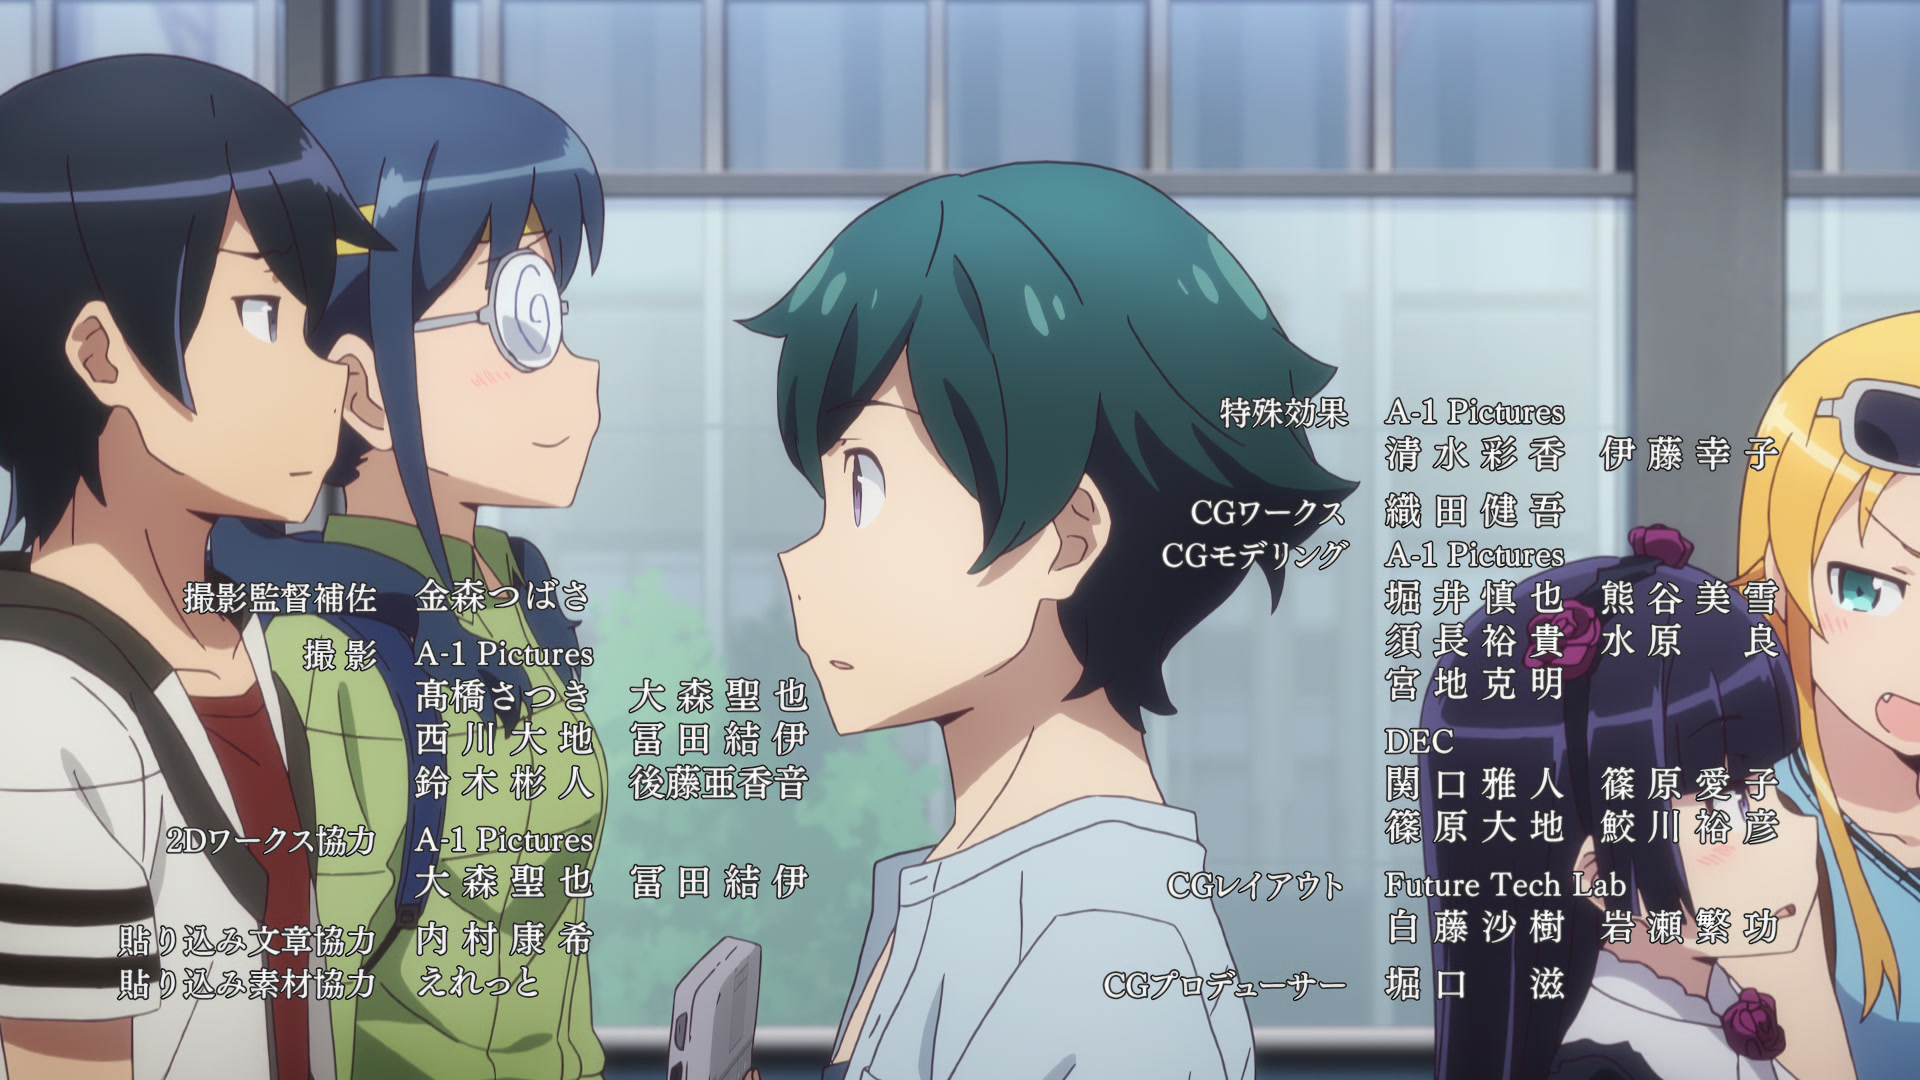 撮影監督補佐 金森つばさ
撮影 A-1 Pictures
髙橋さつき 大森聖也
西川大地 冨田結伊
鈴木彬人 後藤亜香音
2Dワークス協力 A-1 Pictures
大森聖也 冨田結伊
貼り込み文章協力 内村康希
貼り込み素材協力 えれっと
特殊効果 A-1 Pictures
清水彩香 伊藤幸子
CGワークス 織田健吾
CGモデリング A-1 Pictures
堀井慎也 熊谷美雪
須長裕貴 水原良
宮地克明
DEC
関口雅人 篠原愛子
篠原大地 鮫川裕彦
CGレイアウト Future Tech Lab
白藤沙樹 岩瀬繁功
CGプロデューサー 堀口滋